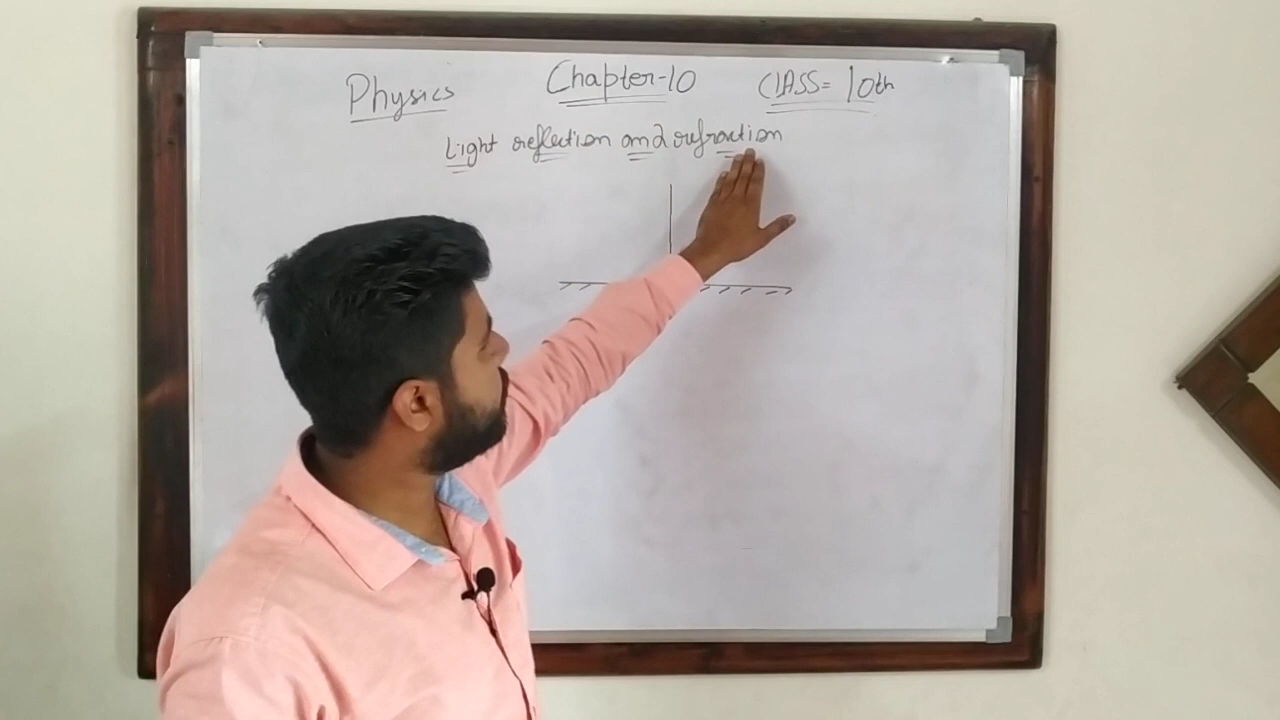 Physics Chapter-10 CLASS= 10th
Light reflection and refraction